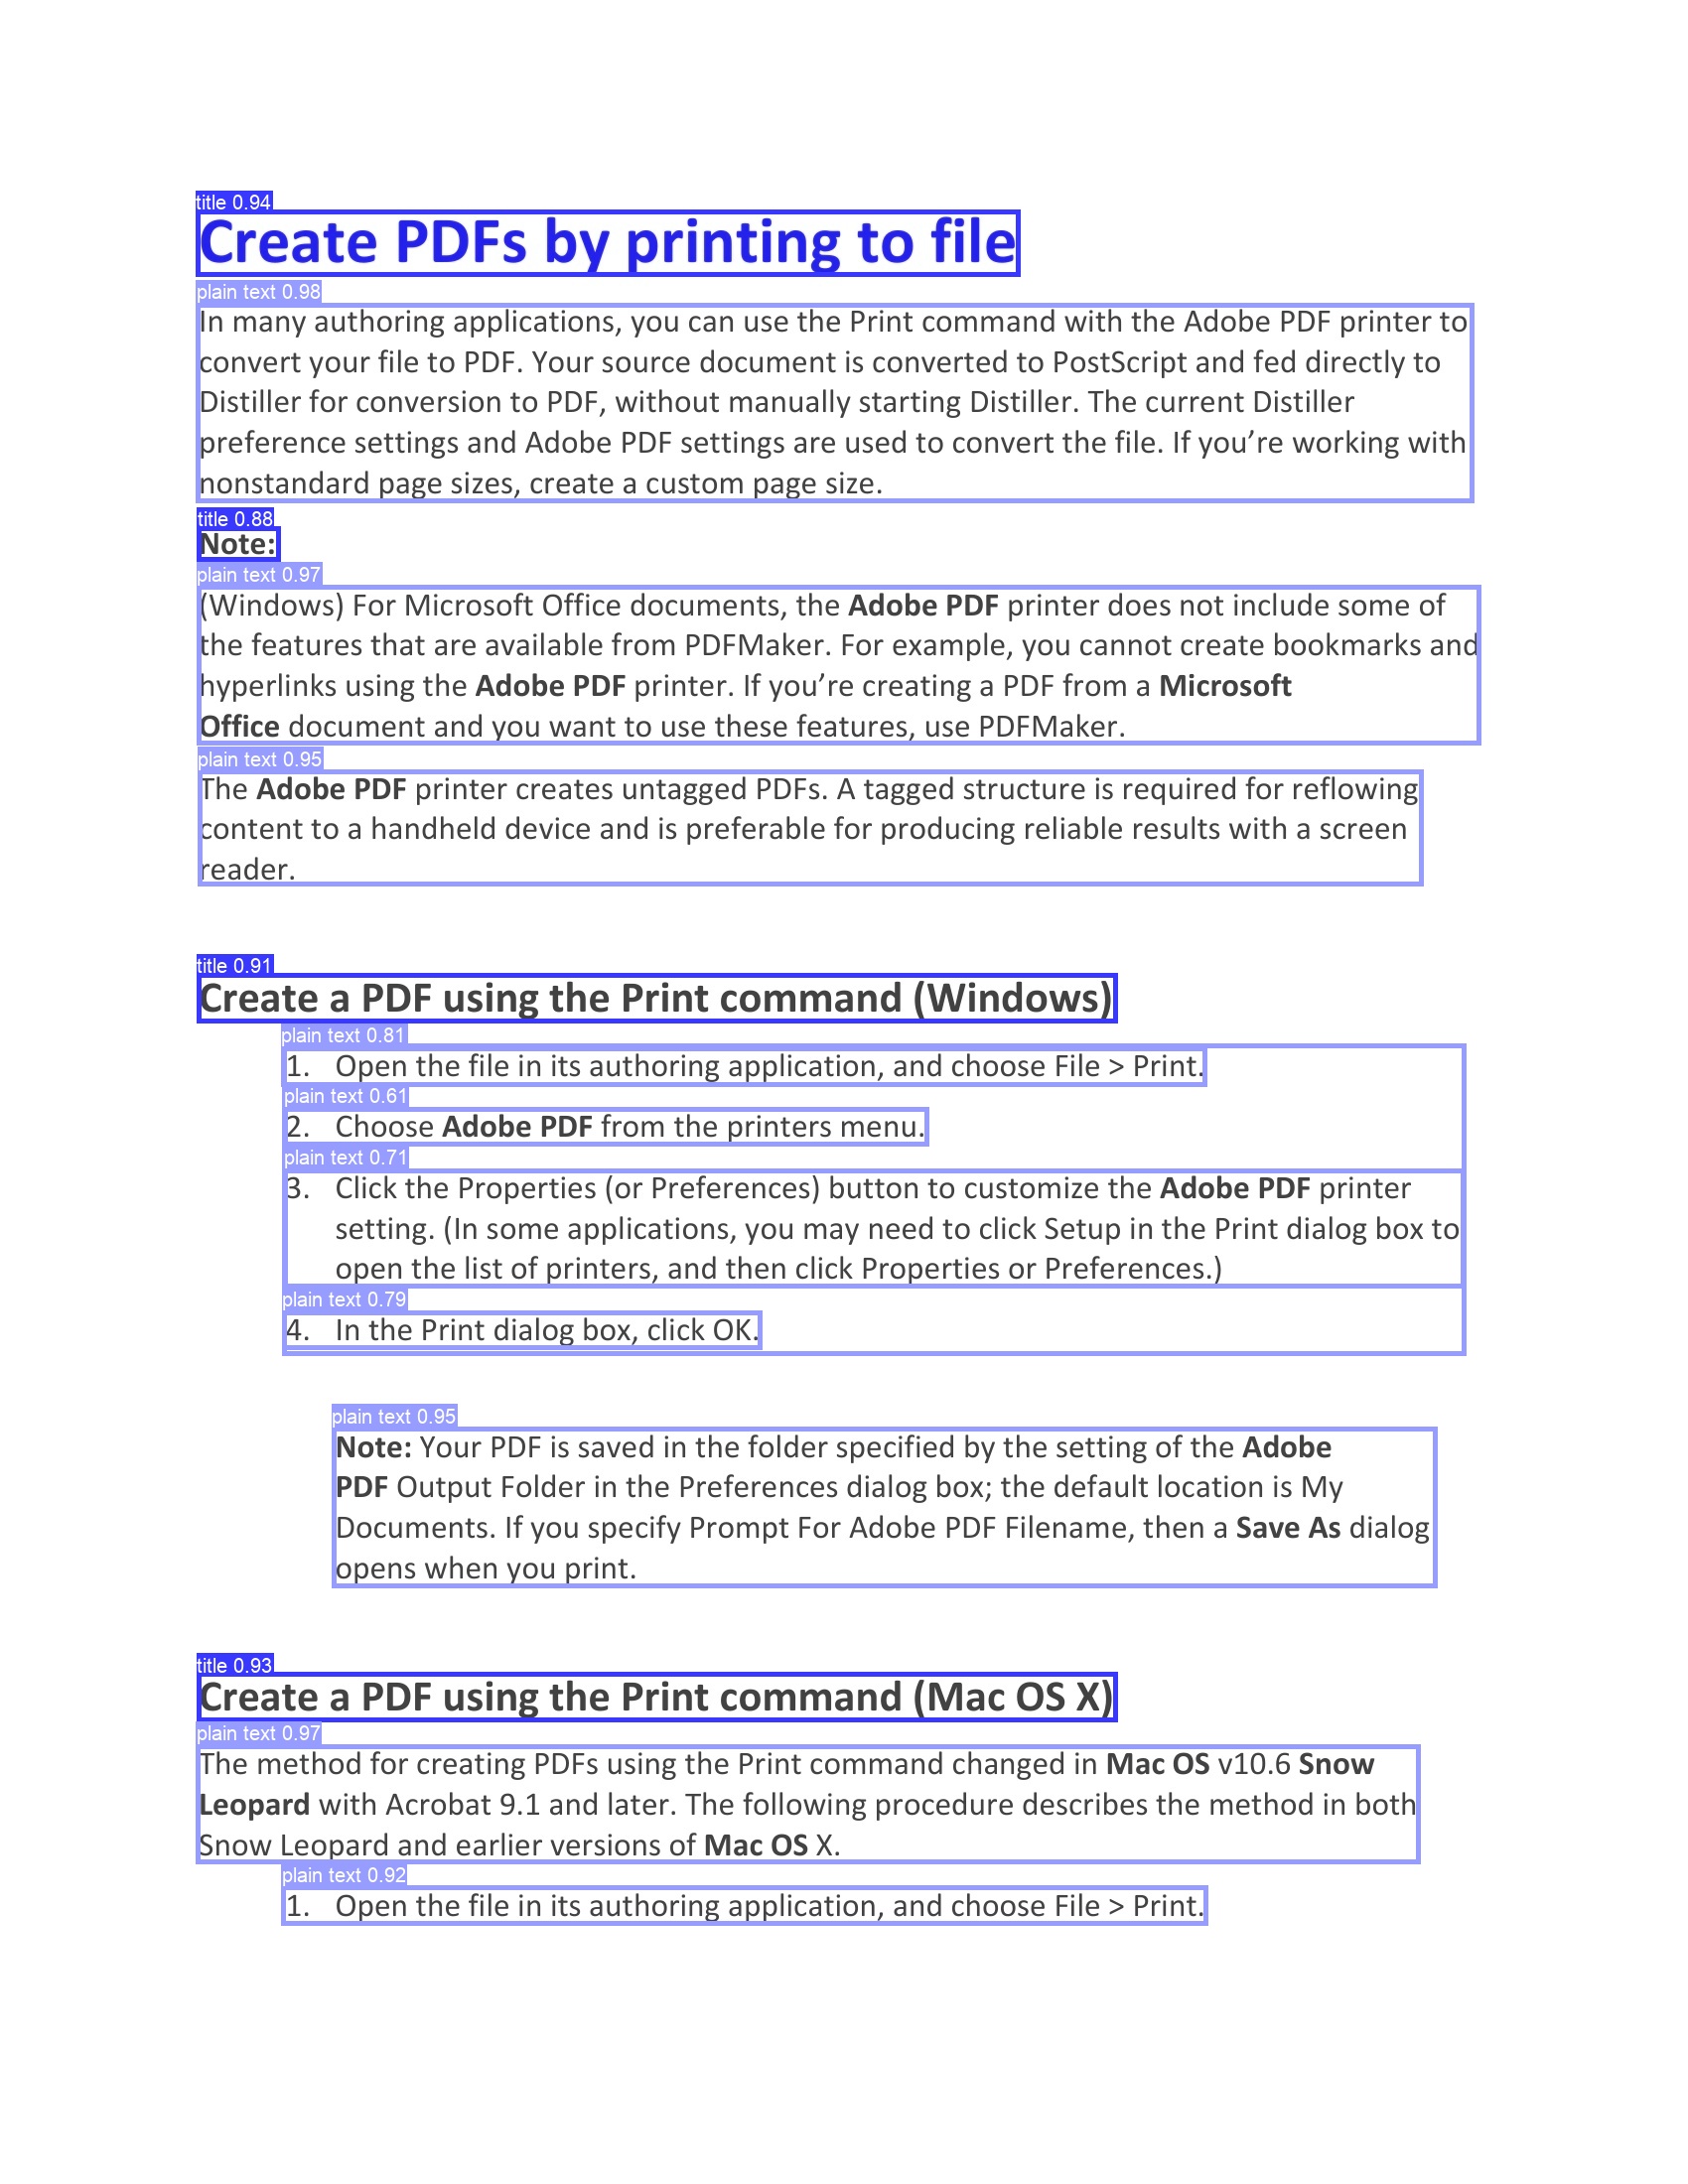 title 0.94
Create PDFs by printing to file
plain text 0.98
In many authoring applications, you can use the Print command with the Adobe PDF printer to
convert your file to PDF. Your source document is converted to PostScript and fed directly to
Distiller for conversion to PDF, without manually starting Distiller. The current Distiller
preference settings and Adobe PDF settings are used to convert the file. If you’re working with
nonstandard page sizes, create a custom page size.
title 0.88
Note:
plain text 0.97
(Windows) For Microsoft Office documents, the Adobe PDF printer does not include some of
the features that are available from PDFMaker. For example, you cannot create bookmarks and
hyperlinks using the Adobe PDF printer. If you’re creating a PDF from a Microsoft
Office document and you want to use these features, use PDFMaker.
plain text 0.95
The Adobe PDF printer creates untagged PDFs. A tagged structure is required for reflowing
content to a handheld device and is preferable for producing reliable results with a screen
reader.
title 0.91
Create a PDF using the Print command (Windows)
plain text 0.81
1. Open the file in its authoring application, and choose File > Print.
plain text 0.61
2. Choose Adobe PDF from the printers menu.
plain text 0.71
3. Click the Properties (or Preferences) button to customize the Adobe PDF printer
setting. (In some applications, you may need to click Setup in the Print dialog box to
open the list of printers, and then click Properties or Preferences.)
plain text 0.79
4. In the Print dialog box, click OK.
plain text 0.95
Note: Your PDF is saved in the folder specified by the setting of the Adobe
PDF Output Folder in the Preferences dialog box; the default location is My
Documents. If you specify Prompt For Adobe PDF Filename, then a Save As dialog
opens when you print.
title 0.93
Create a PDF using the Print command (Mac OS X)
plain text 0.97
The method for creating PDFs using the Print command changed in Mac OS v10.6 Snow
Leopard with Acrobat 9.1 and later. The following procedure describes the method in both
Snow Leopard and earlier versions of Mac OS X.
plain text 0.92
1. Open the file in its authoring application, and choose File > Print.